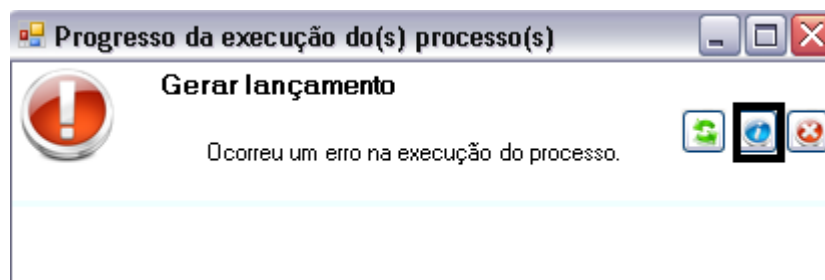 Progresso da execução do(s) processo(s)
Gerar lançamento
Ocorreu um erro na execução do processo.